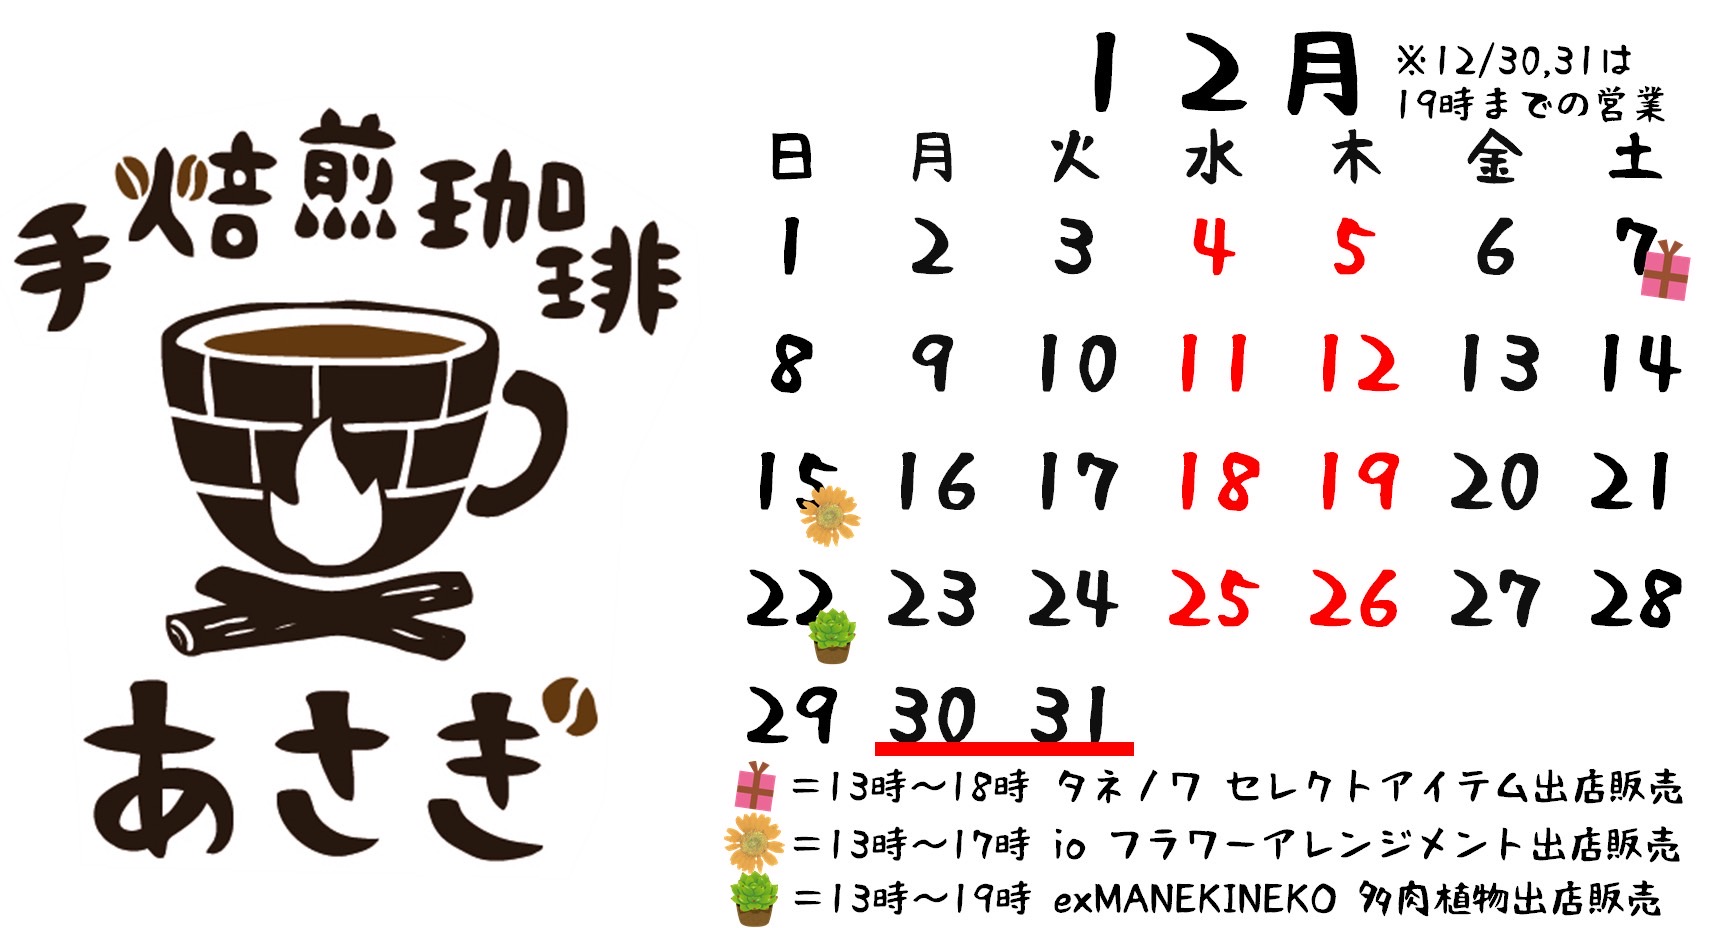 手焙煎珈琲
あさぎ
12月
※12/30,31は
19時までの営業
日 月 火 水 木 金 土
1 2 3 4 5 6 7
8 9 10 11 12 13 14
15 16 17 18 19 20 21
22 23 24 25 26 27 28
29 30 31
=13時〜18時 タネノワ セレクトアイテム出店販売
=13時〜17時 io フラワーアレンジメント出店販売
=13時〜19時 exMANEKINEKO 多肉植物出店販売